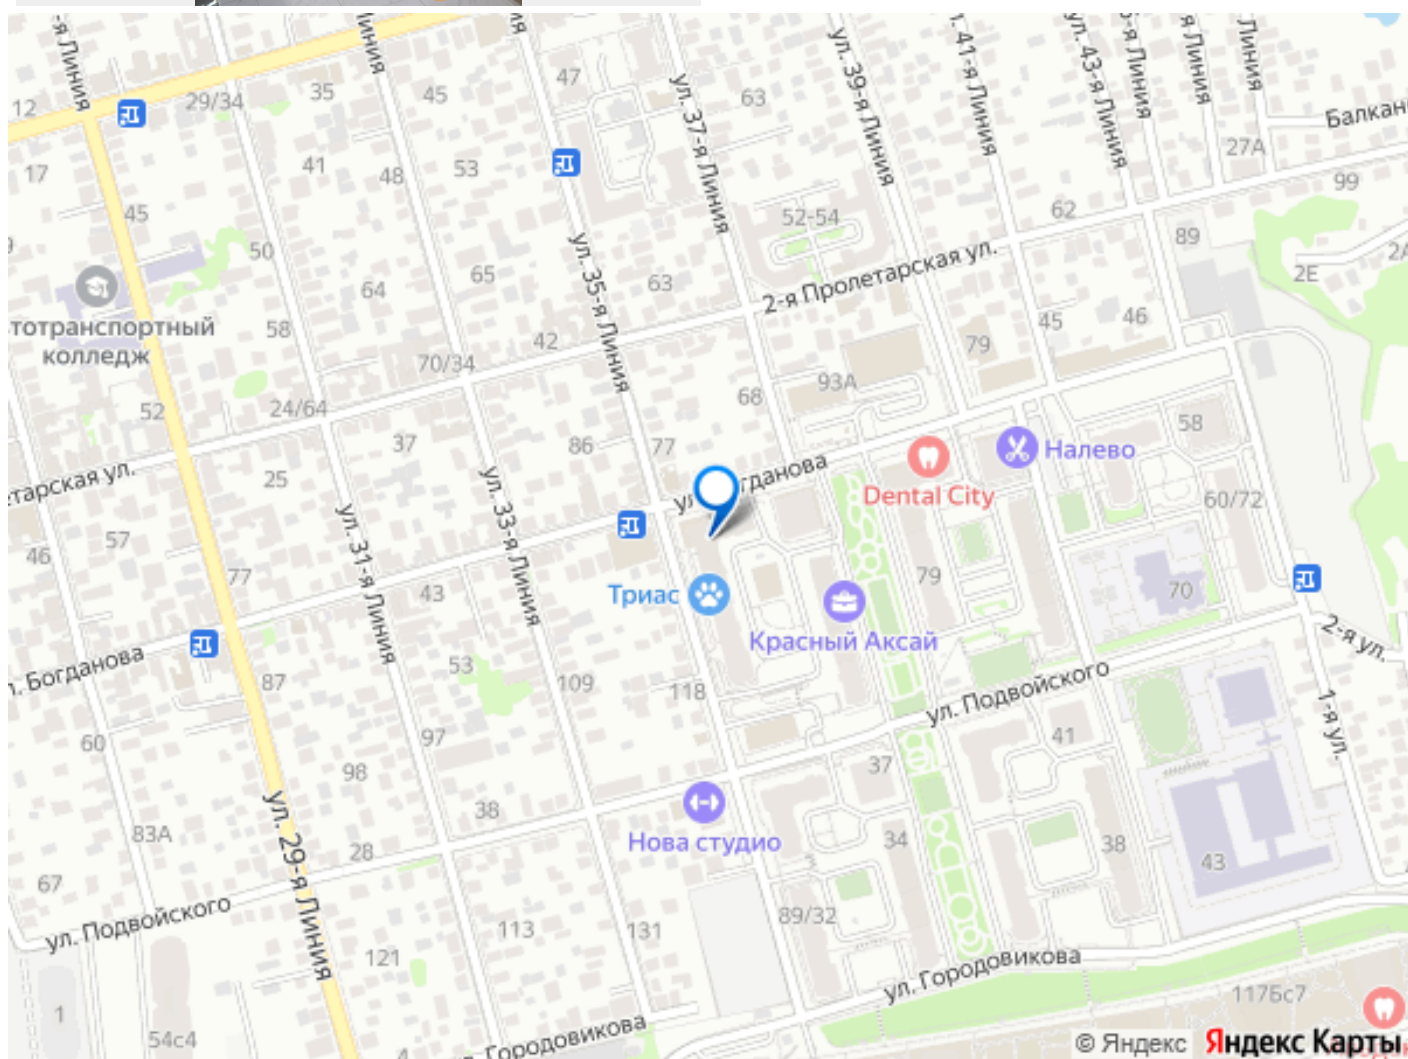 -я Линия
Линия
ул. 37-я Линия
ул. 39-я Линия
л. 41-я Линия
ул. 43-я Линия
-я Линия
Линия
Линия
12
29/34
35
45
47
63
Балкан
27А
17
41
48
53
99
45
52-54
62
89
50
ул. 35-я Линия
2Е
64
65
63
2-я Пролетарская ул.
тотранспортный
колледж
58
42
45
46
79
70/34
93А
68
52
24/64
37
86
77
58
Налево
етарская ул.
25
ул. 33-я Линия
ул. Богданова
Dental City
60/72
46
57
ул. 31-я Линия
77
43
Триас
79
70
Красный Аксай
2-я ул.
л. Богданова
87
53
109
118
ул. Подвойского
1-я ул.
60
97
41
98
37
ул. 29-я Линия
38
83А
Нова студио
34
38
28
43
67
ул. Подвойского
89/32
113
131
121
ул. Городовикова
1175с7
1
54с4
4
ул. Городовикова
© Яндекс Яндекс Карты